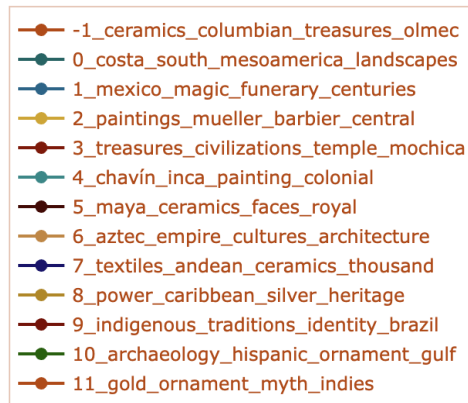 -1_ceramics_columbian_treasures_olmec
0_costa_south_mesoamerica_landscapes
1_mexico_magic_funerary_centuries
2_paintings_mueller_barbier_central
3_treasures_civilizations_temple_mochica
4_chavín_inca_painting_colonial
5_maya_ceramics_faces_royal
6_aztec_empire_cultures_architecture
7_textiles_andean_ceramics_thousand
8_power_caribbean_silver_heritage
9_indigenous_traditions_identity_brazil
10_archaeology_hispanic_ornament_gulf
11_gold_ornament_myth_indies